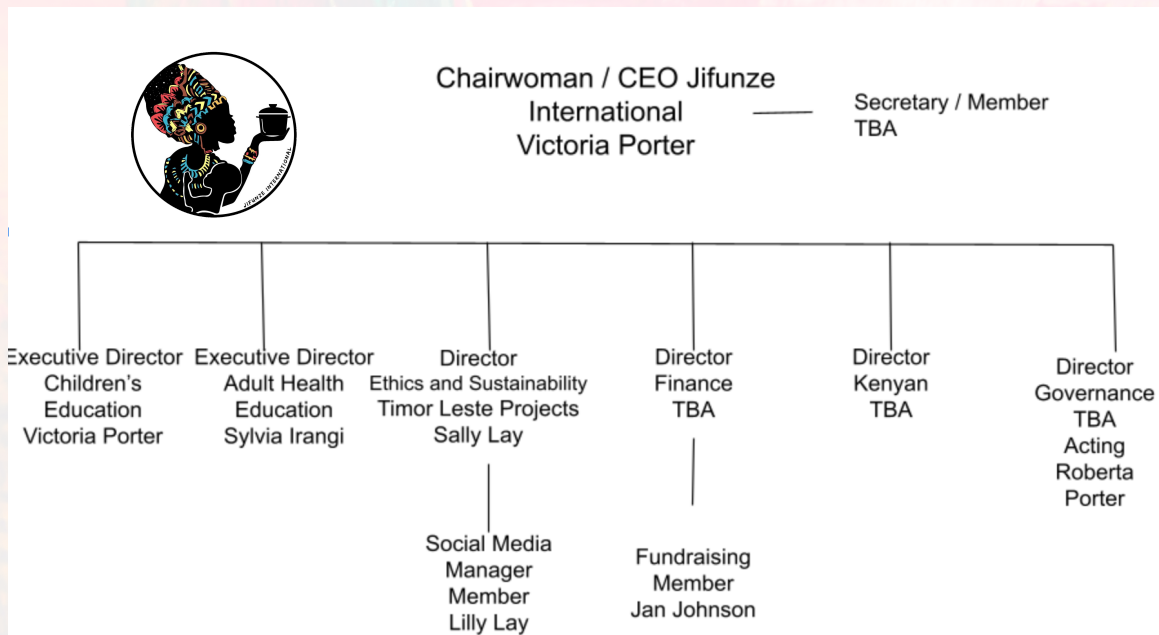 Chairwoman / CEO Jifunze
International
Victoria Porter
Secretary / Member
TBA
JIFUNZE INTERNATIONAL
Executive Director
Children's
Education
Victoria Porter
Executive Director
Adult Health
Education
Sylvia Irangi
Director
Ethics and Sustainability
Timor Leste Projects
Sally Lay
Director
Finance
TBA
Director
Kenyan
TBA
Director
Governance
TBA
Acting
Roberta
Porter
Social Media
Manager
Member
Lilly Lay
Fundraising
Member
Jan Johnson